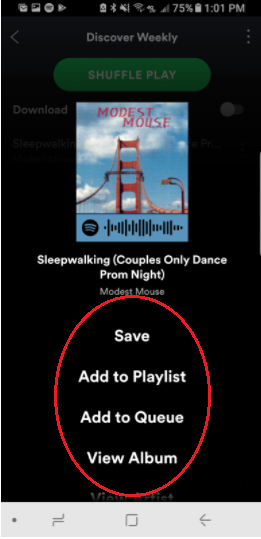 75% 1:01 PM
Discover Weekly
SHUFFLE PLAY
Download
MODEST
MOUSE
Sleepwalking (Couples Only Dance Pr...
Sleepwalking (Couples Only Dance
Prom Night)
Modest Mouse
Save
Add to Playlist
Add to Queue
View Album
View Artist